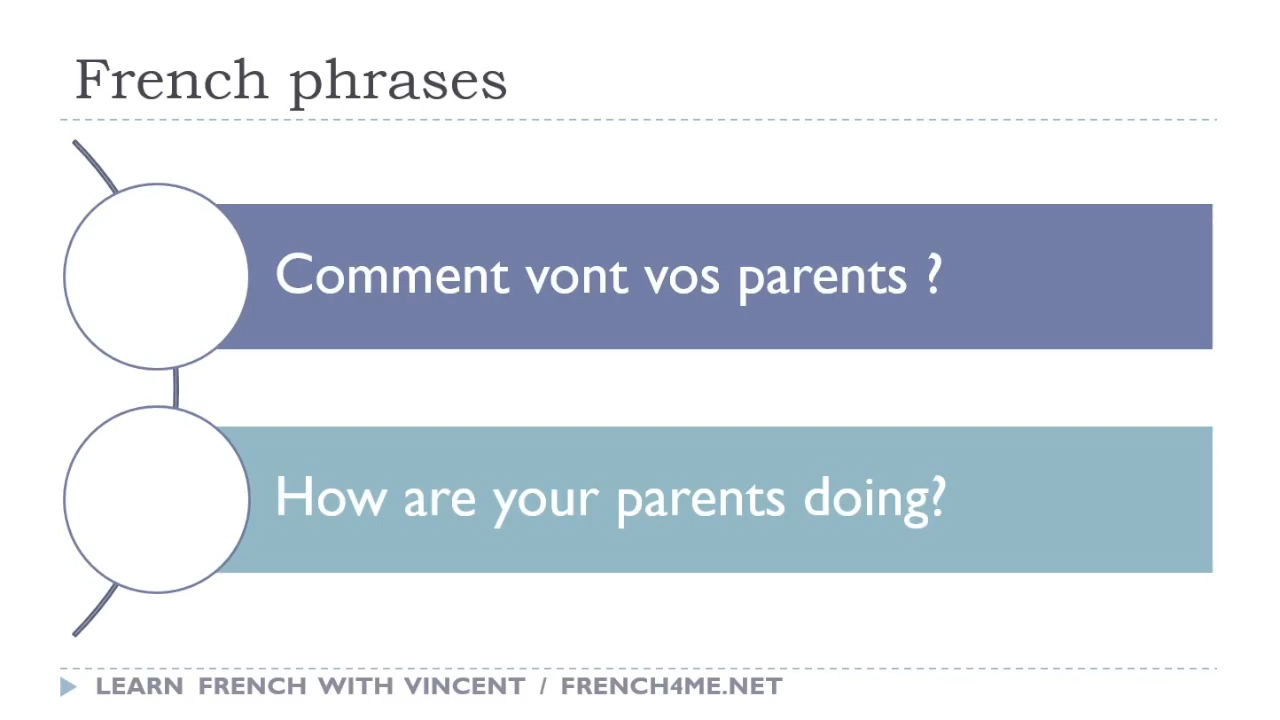 French phrases
Comment vont vos parents ?
How are your parents doing?
LEARN FRENCH WITH VINCENT / FRENCH4ME.NET